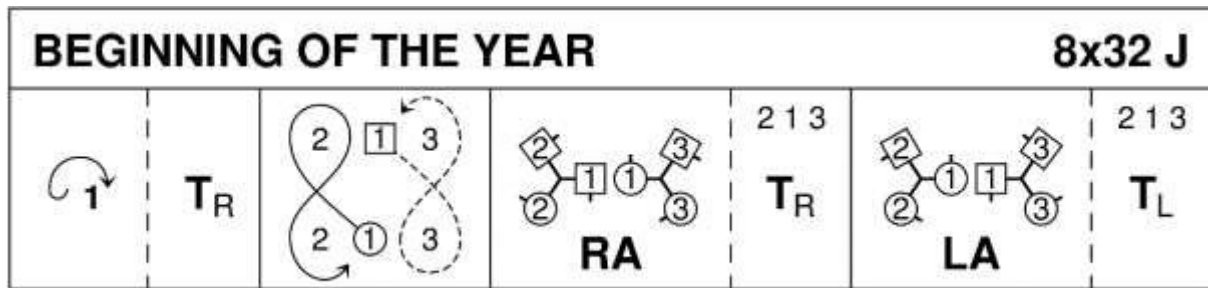 BEGINNING OF THE YEAR 8x32 J
1
TR
2 1 3
2 1 3
2 1 1 3
2 3
RA
2 1 3
TR
2 1 1 3
2 3
LA
2 1 3
TL